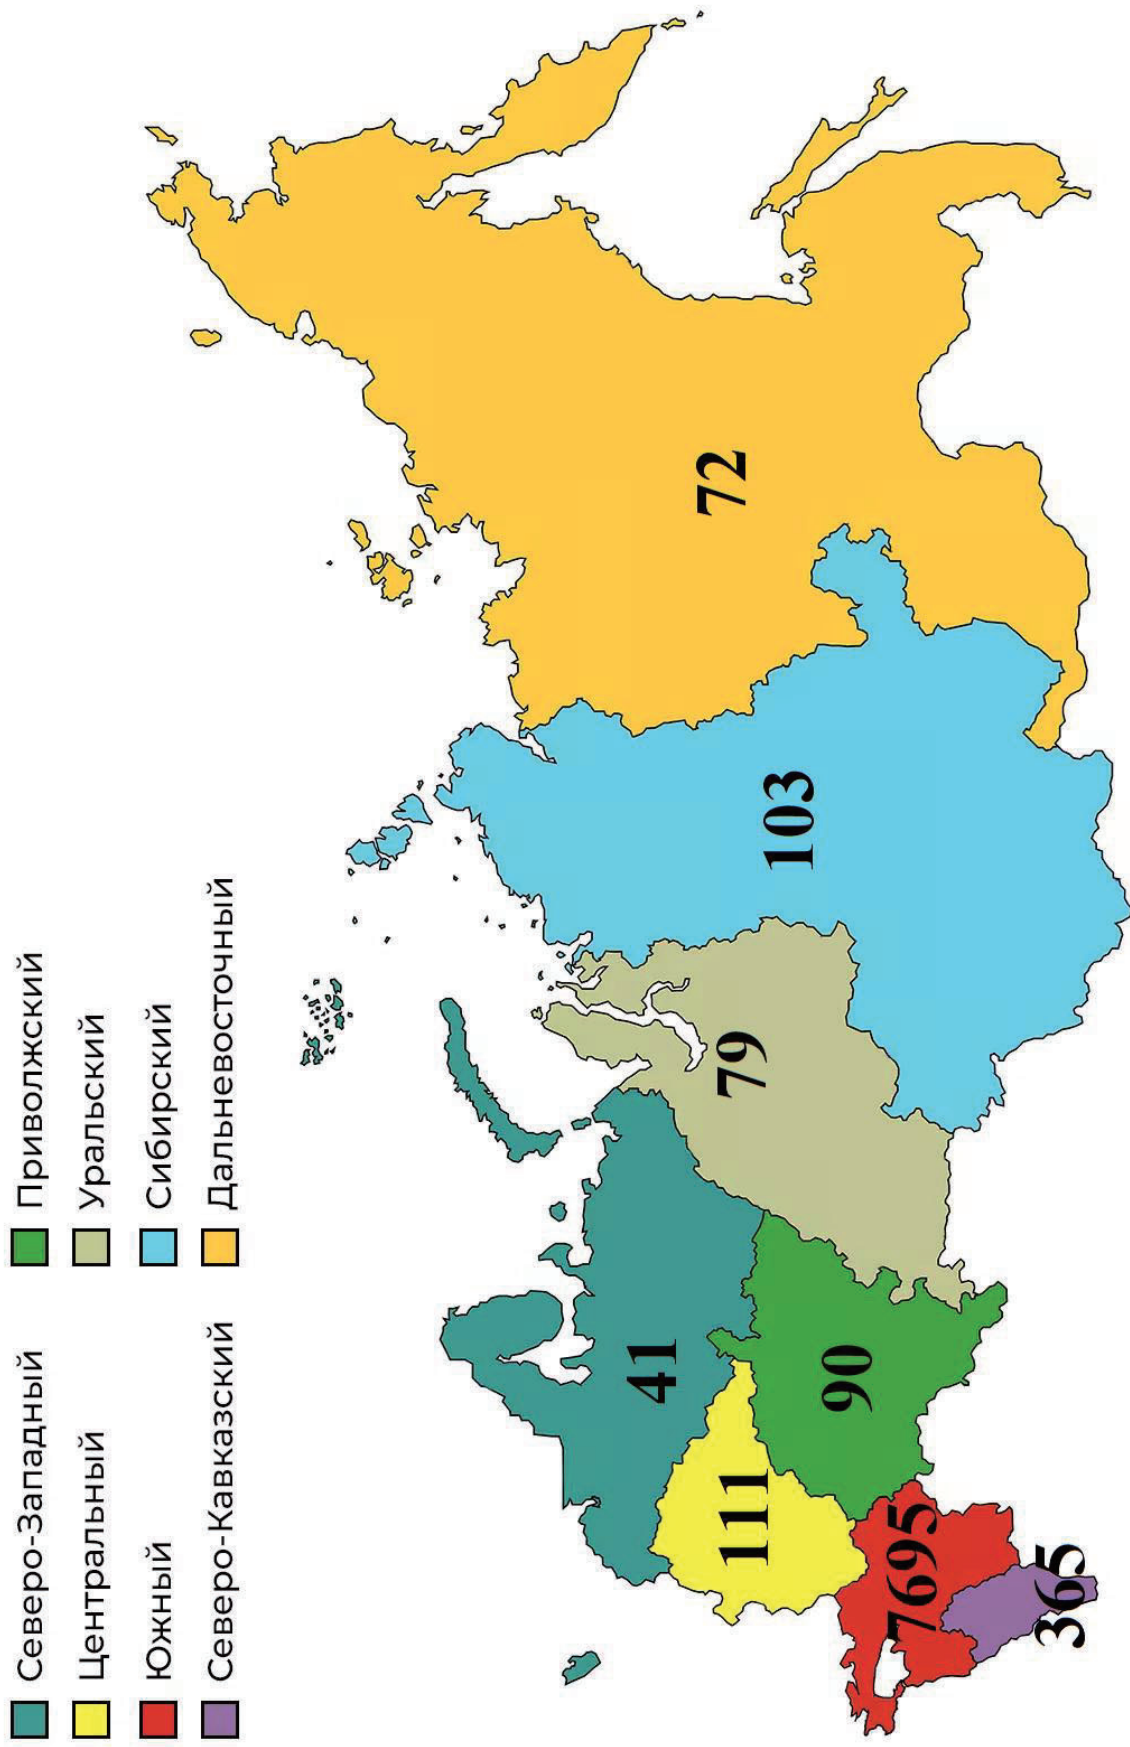 Северо-Западный
Центральный
Южный
Северо-Кавказский
Приволжский
Уральский
Сибирский
Дальневосточный
41
111
90
7695
365
79
103
72